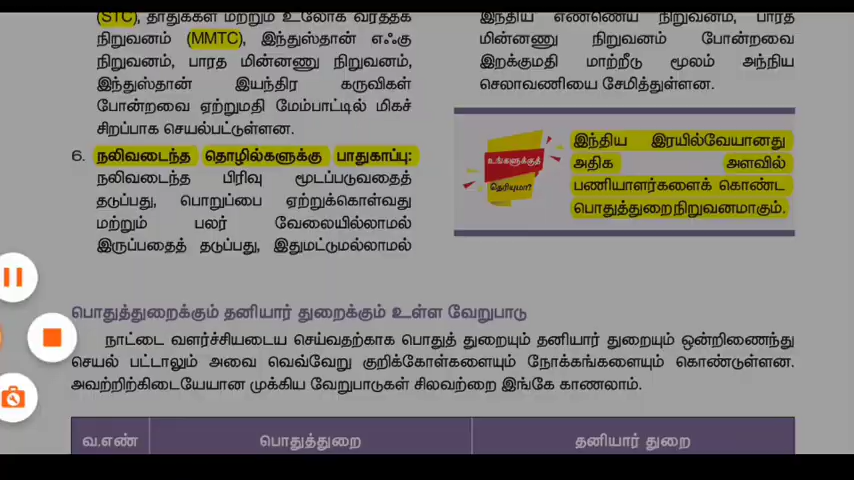 (STC), தாதுக்கள் மற்றும் உலோக வர்த்தக
நிறுவனம் (MMTC), இந்துஸ்தான் எஃகு
நிறுவனம், பாரத மின்னணு நிறுவனம்,
இந்துஸ்தான் இயந்திர கருவிகள்
போன்றவை ஏற்றுமதி மேம்பாட்டில் மிகச்
சிறப்பாக செயல்பட்டுள்ளன.
6. நலிவடைந்த தொழில்களுக்கு பாதுகாப்பு:
நலிவடைந்த பிரிவு மூடப்படுவதைத்
தடுப்பது, பொறுப்பை ஏற்றுக்கொள்வது
மற்றும் பலர் வேலையில்லாமல்
இருப்பதைத் தடுப்பது, இதுமட்டுமல்லாமல்
இந்திய எண்ணெய் நிறுவனம், பாரத
மின்னணு நிறுவனம் போன்றவை
இறக்குமதி மாற்றீடு மூலம் அந்நிய
செலாவணியை சேமித்துள்ளன.
உங்களுக்குத்
தெரியுமா?
இந்திய இரயில்வேயானது
அதிக அளவில்
பணியாளர்களைக் கொண்ட
பொதுத்துறைநிறுவனமாகும்.
பொதுத்துறைக்கும் தனியார் துறைக்கும் உள்ள வேறுபாடு
நாட்டை வளர்ச்சியடைய செய்வதற்காக பொதுத் துறையும் தனியார் துறையும் ஒன்றிணைந்து
செயல் பட்டாலும் அவை வெவ்வேறு குறிக்கோள்களையும் நோக்கங்களையும் கொண்டுள்ளன.
அவற்றிற்கிடையேயான முக்கிய வேறுபாடுகள் சிலவற்றை இங்கே காணலாம்.
வ.எண் பொதுத்துறை தனியார் துறை